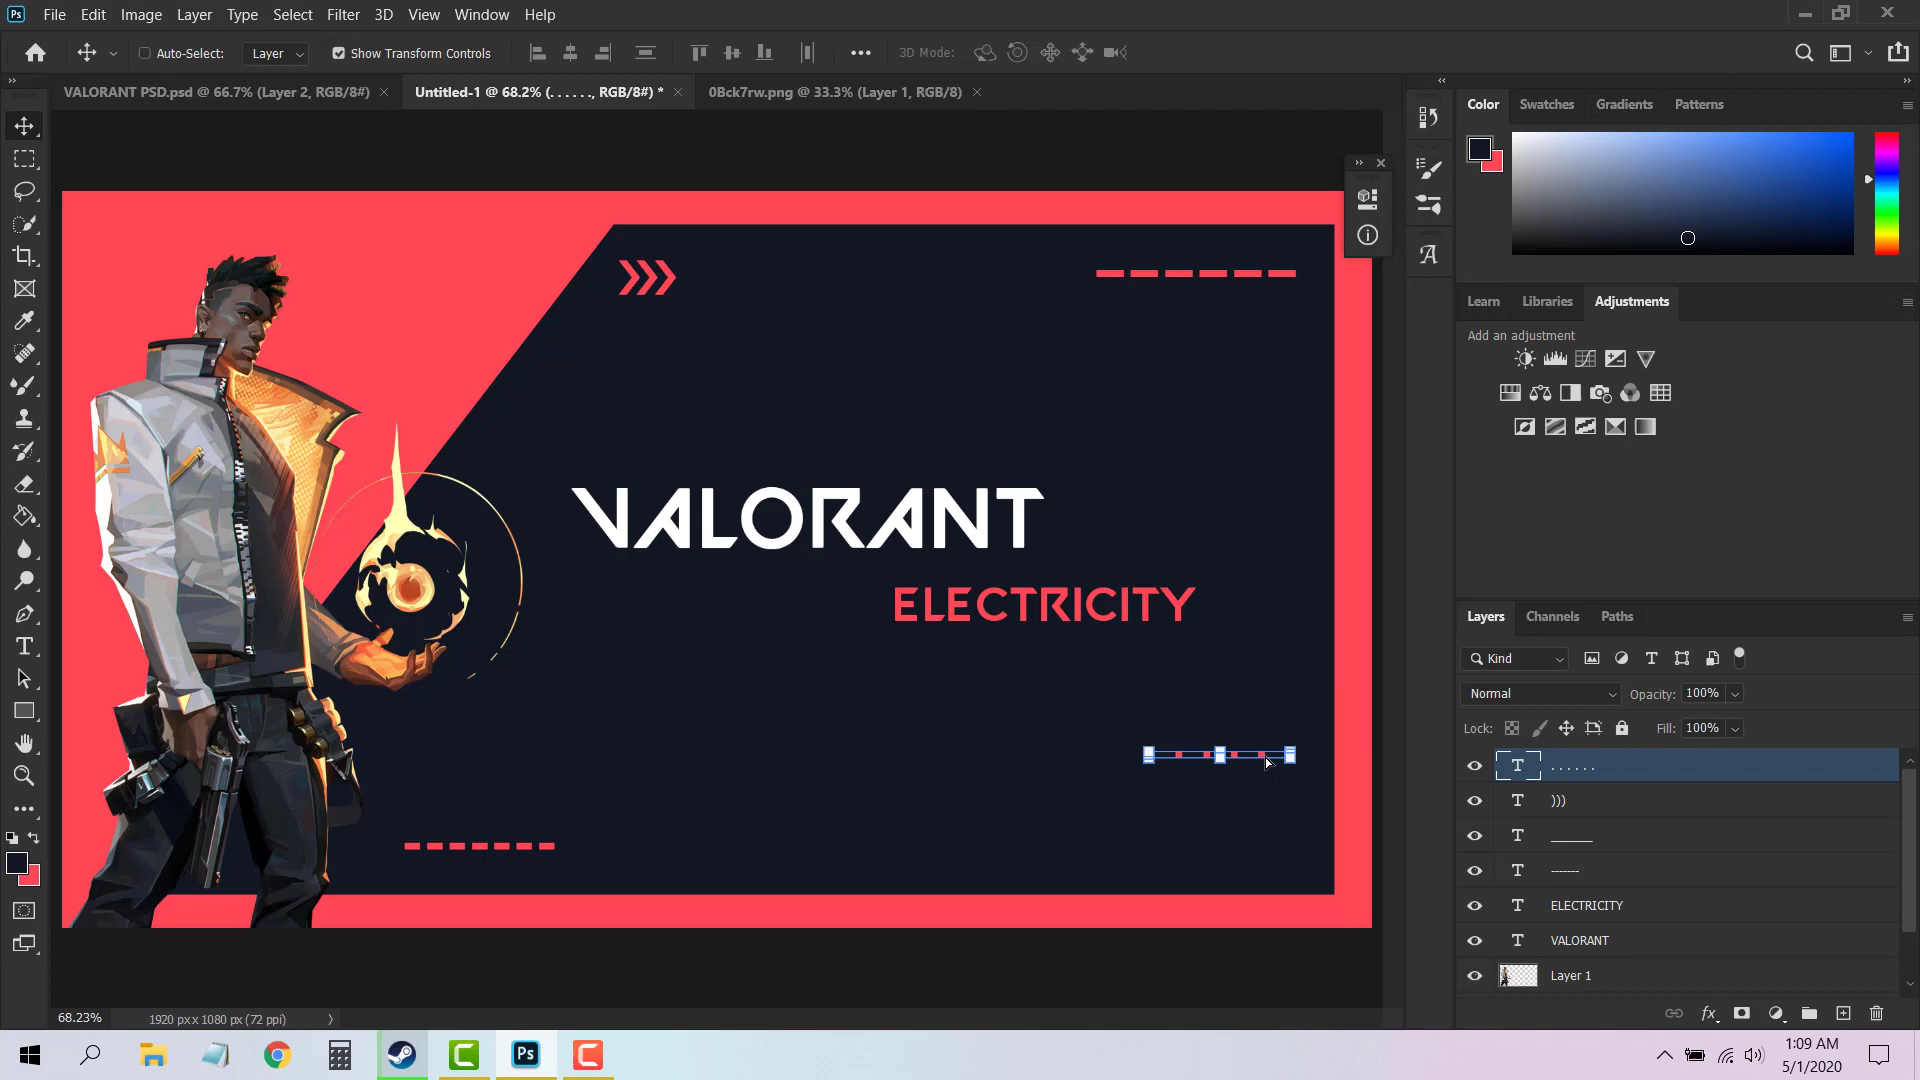 Ps File Edit Image Layer Type Select Filter 3D View Window Help
Auto-Select: Layer Show Transform Controls 3D Mode:
VALORANT PSD.psd @ 66.7% (Layer 2, RGB/8#) Untitled-1 @ 68.2% (. . . . . ., RGB/8#) * 0Bck7rw.png @ 33.3% (Layer 1, RGB/8)
Color Swatches Gradients Patterns
Learn Libraries Adjustments
Add an adjustment
VALORANT
ELECTRICITY
Layers Channels Paths
Kind
Normal Opacity: 100%
Lock: Fill: 100%
T . . . . . .
T )))
T ______
T -------
T ELECTRICITY
T VALORANT
Layer 1
68.23% 1920 px x 1080 px (72 ppi)
fx
Ps
1:09 AM
5/1/2020